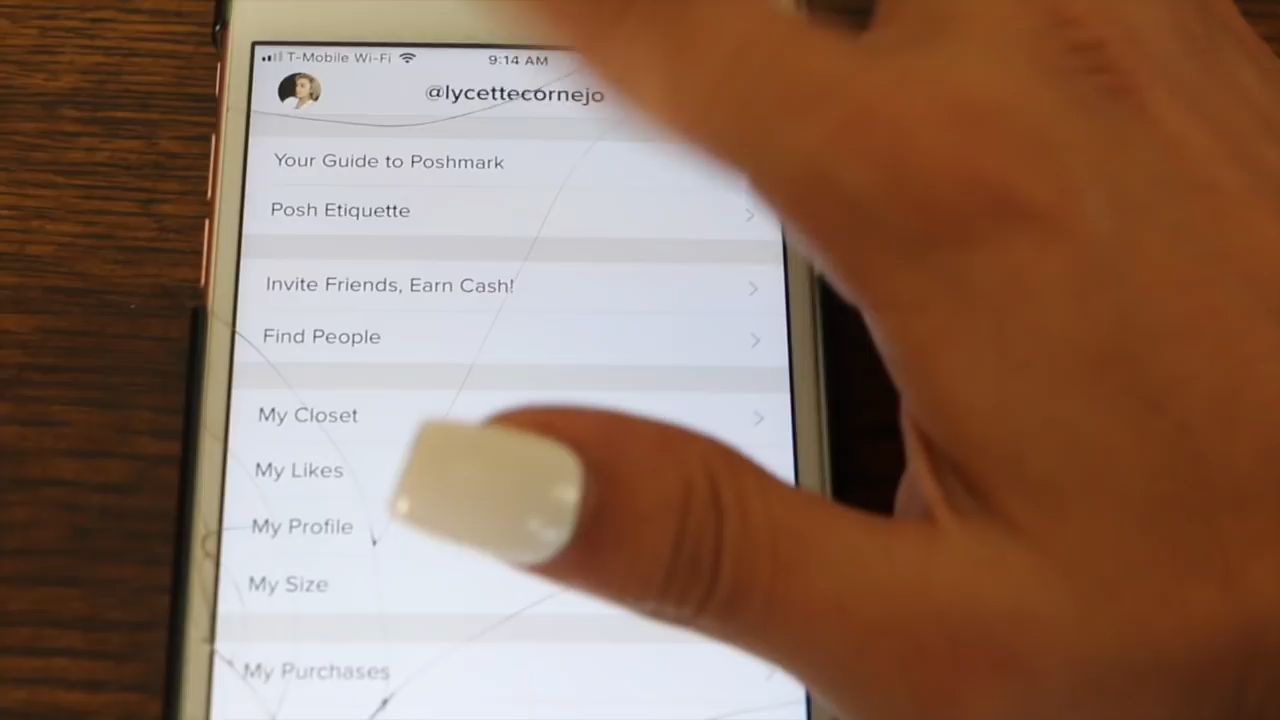 T-Mobile Wi-Fi 9:14 AM
@lycettecornejo
Your Guide to Poshmark
Posh Etiquette
Invite Friends, Earn Cash!
Find People
My Closet
My Likes
My Profile
My Size
My Purchases